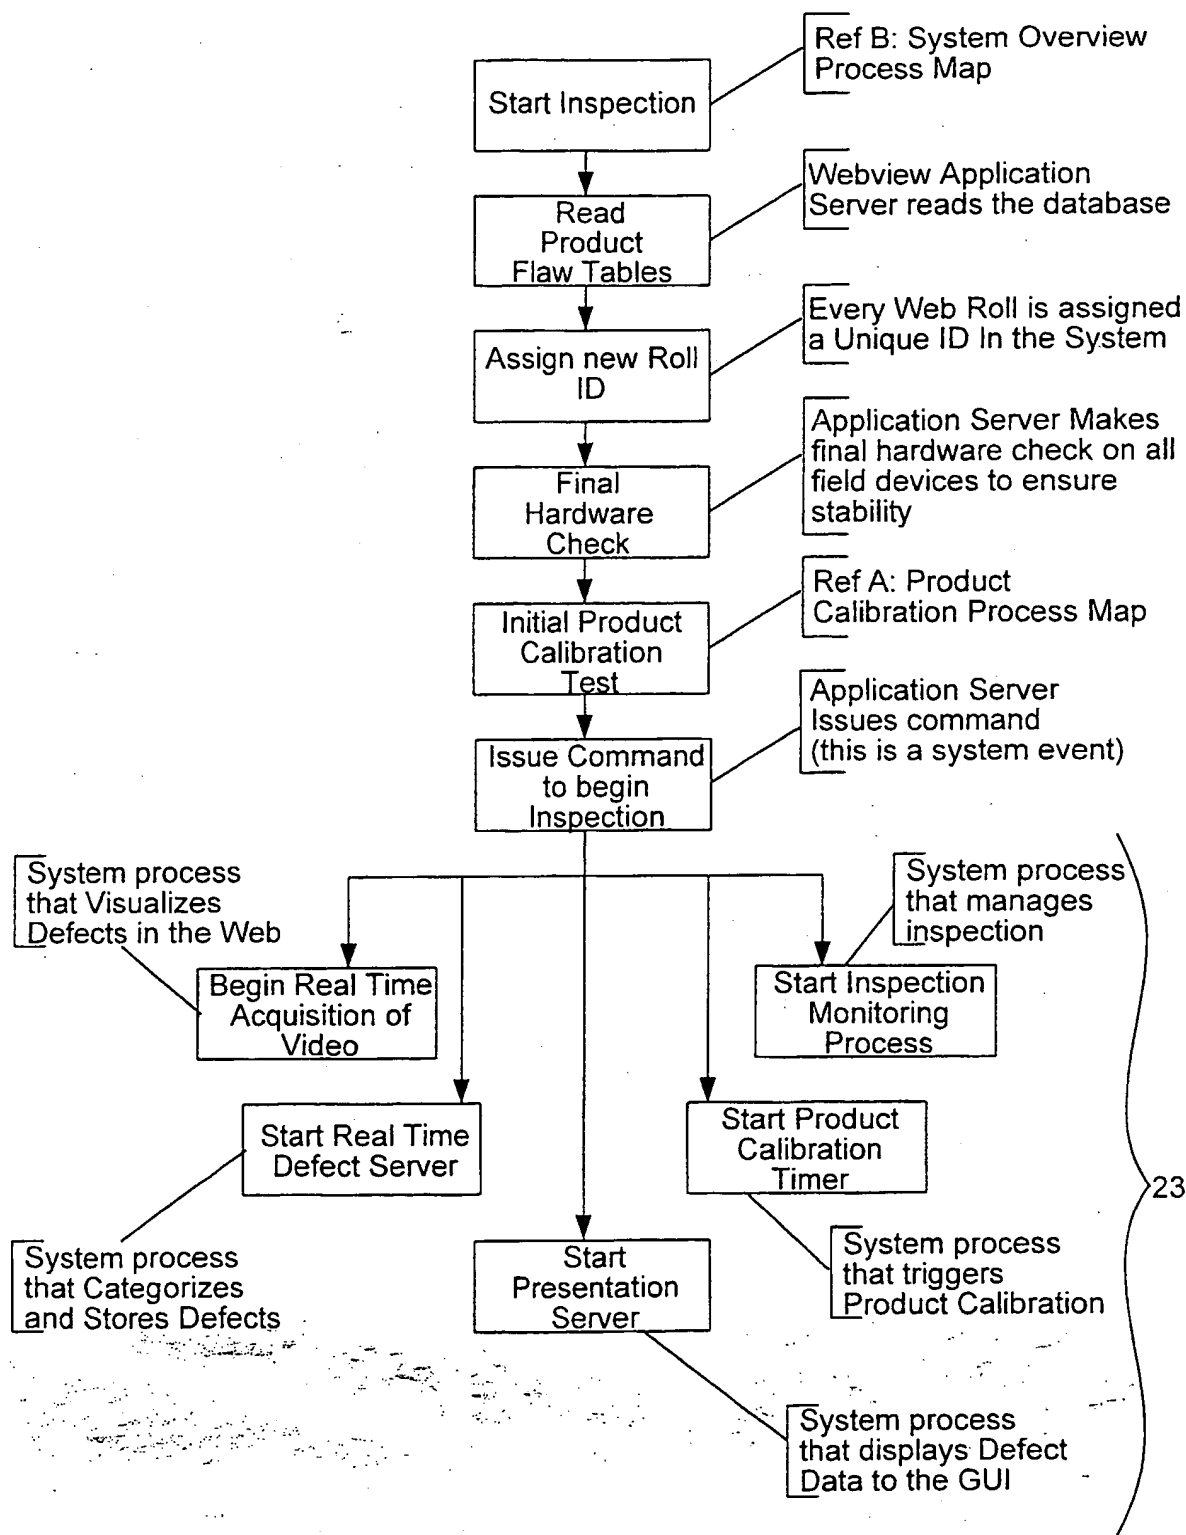 Ref B: System Overview
Process Map
Start Inspection
Webview Application
Server reads the database
Read
Product
Flaw Tables
Every Web Roll is assigned
a Unique ID In the System
Assign new Roll
ID
Application Server Makes
final hardware check on all
field devices to ensure
stability
Final
Hardware
Check
Ref A: Product
Calibration Process Map
Initial Product
Calibration
Test
Application Server
Issues command
(this is a system event)
Issue Command
to begin
Inspection
System process
that Visualizes
Defects in the Web
System process
that manages
inspection
Begin Real Time
Acquisition of
Video
Start Inspection
Monitoring
Process
Start Real Time
Defect Server
Start Product
Calibration
Timer
23
System process
that Categorizes
and Stores Defects
Start
Presentation
Server
System process
that triggers
Product Calibration
System process
that displays Defect
Data to the GUI